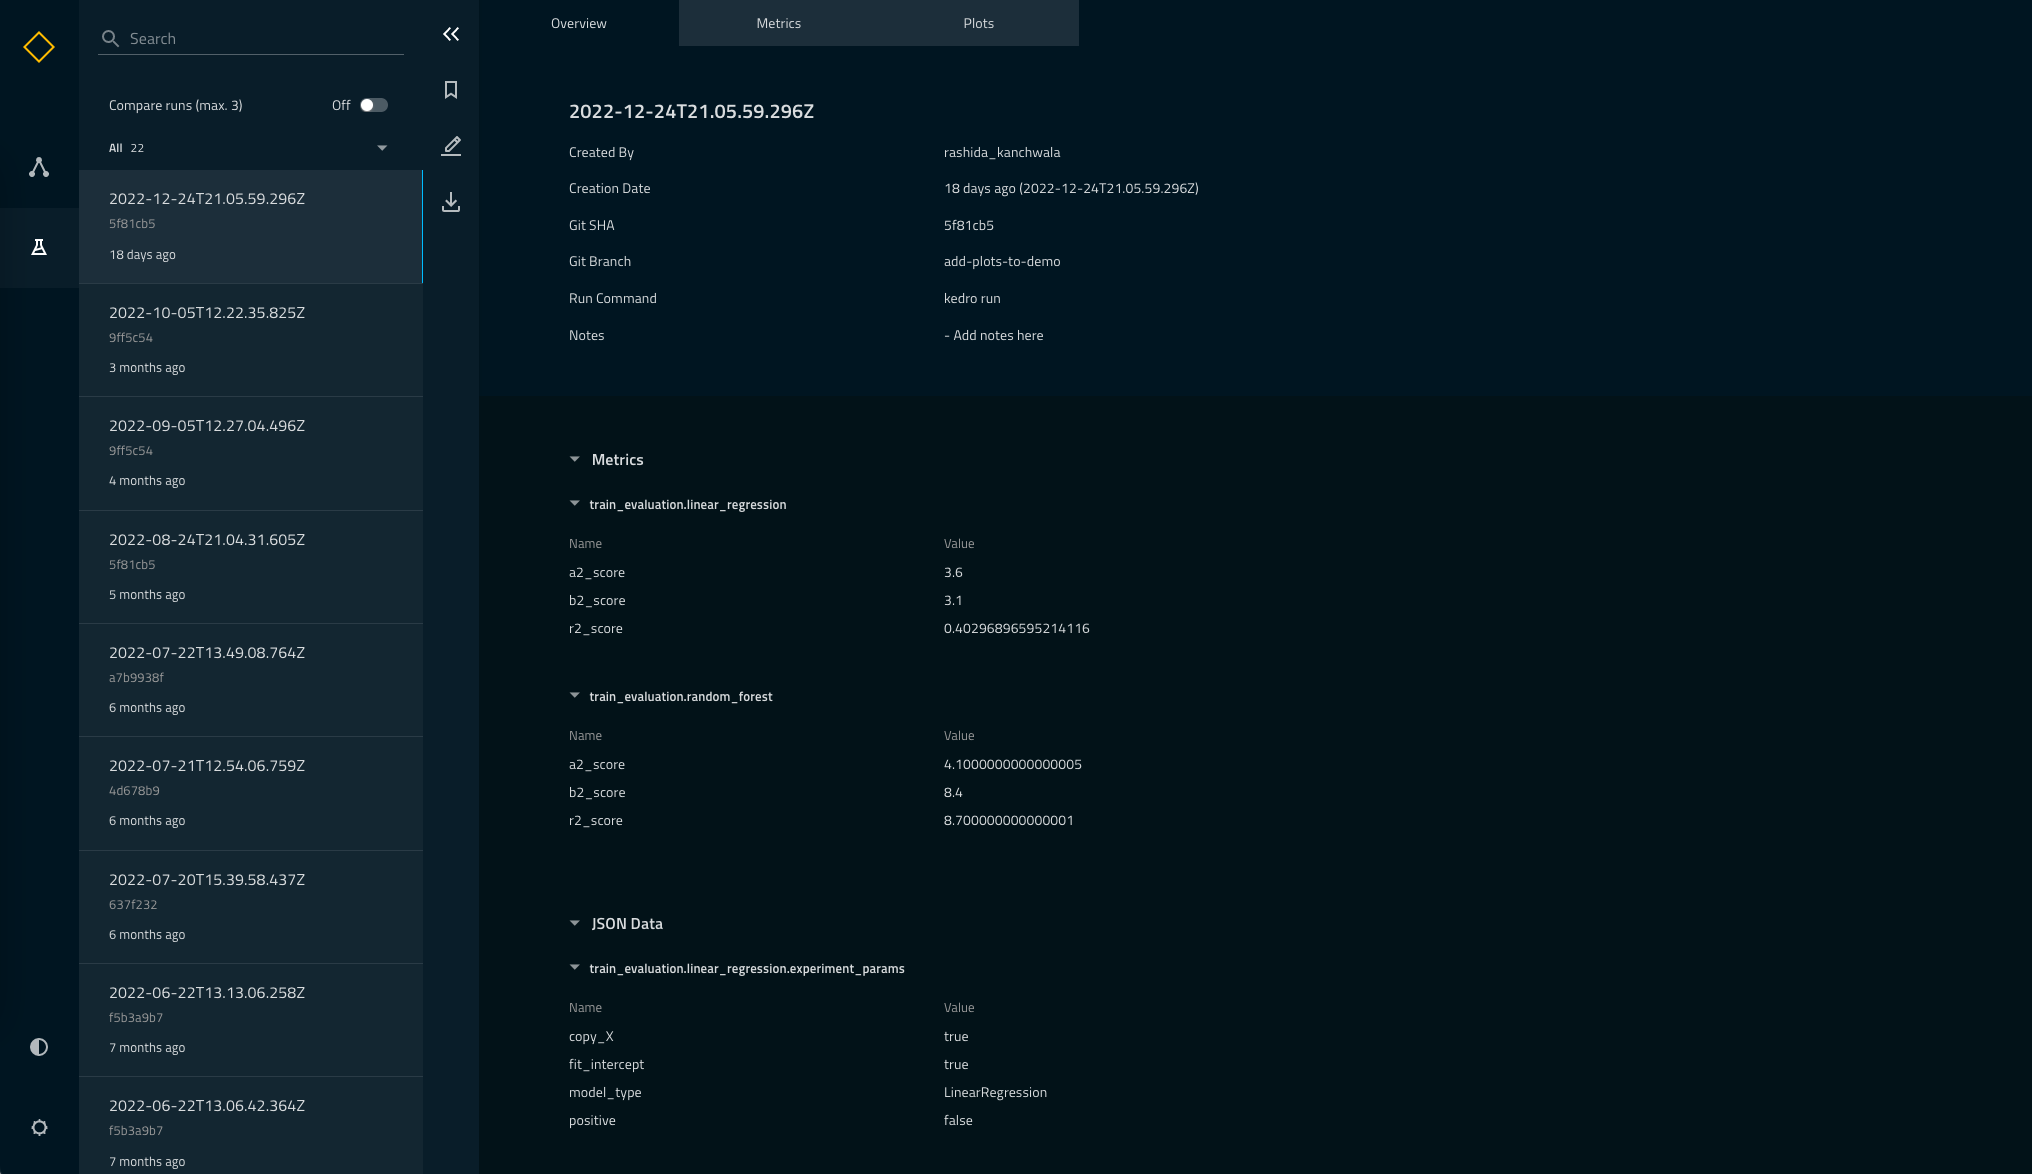 Search
Compare runs (max. 3) Off
All 22
2022-12-24T21.05.59.296Z
5f81cb5
18 days ago
2022-10-05T12.22.35.825Z
9ff5c54
3 months ago
2022-09-05T12.27.04.496Z
9ff5c54
4 months ago
2022-08-24T21.04.31.605Z
5f81cb5
5 months ago
2022-07-22T13.49.08.764Z
a7b9938f
6 months ago
2022-07-21T12.54.06.759Z
4d678b9
6 months ago
2022-07-20T15.39.58.437Z
637f232
6 months ago
2022-06-22T13.13.06.258Z
f5b3a9b7
7 months ago
2022-06-22T13.06.42.364Z
f5b3a9b7
7 months ago
Overview Metrics Plots
2022-12-24T21.05.59.296Z
Created By rashida_kanchwala
Creation Date 18 days ago (2022-12-24T21.05.59.296Z)
Git SHA 5f81cb5
Git Branch add-plots-to-demo
Run Command kedro run
Notes - Add notes here
Metrics
train_evaluation.linear_regression
Name Value
a2_score 3.6
b2_score 3.1
r2_score 0.40296896595214116
train_evaluation.random_forest
Name Value
a2_score 4.1000000000000005
b2_score 8.4
r2_score 8.700000000000001
JSON Data
train_evaluation.linear_regression.experiment_params
Name Value
copy_X true
fit_intercept true
model_type LinearRegression
positive false